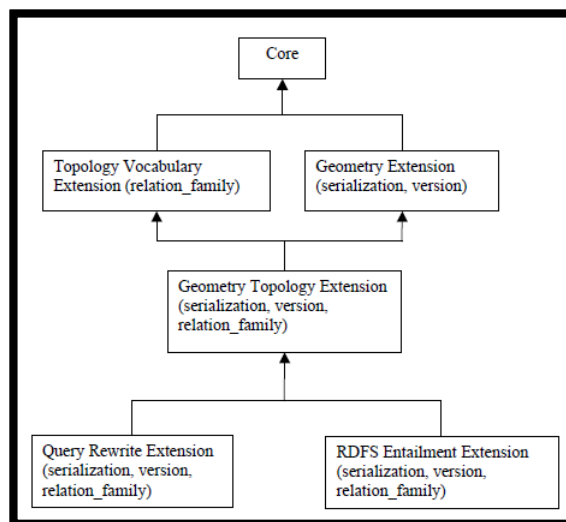 Core
Topology Vocabulary
Extension (relation_family)
Geometry Extension
(serialization, version)
Geometry Topology Extension
(serialization, version,
relation_family)
Query Rewrite Extension
(serialization, version,
relation_family)
RDFS Entailment Extension
(serialization, version,
relation_family)